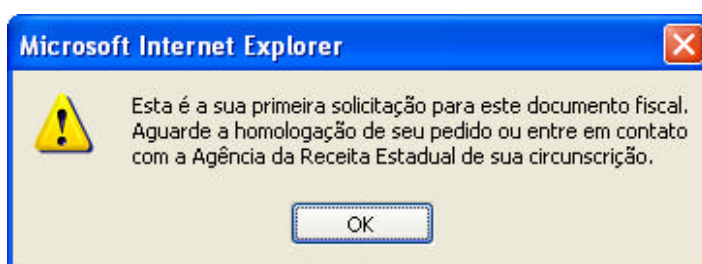 Microsoft Internet Explorer
Esta é a sua primeira solicitação para este documento fiscal.
Aguarde a homologação de seu pedido ou entre em contato
com a Agência da Receita Estadual de sua circunscrição.
OK